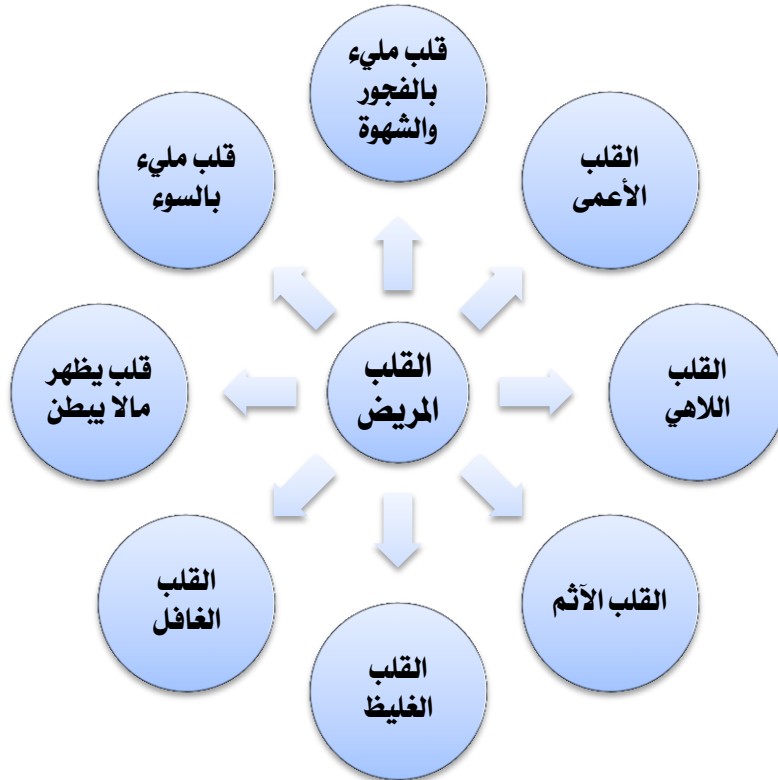 قلب مليء
بالفجور
والشهوة
القلب
الأعمى
القلب
اللاهي
القلب الآثم
القلب
الغليظ
القلب
الغافل
قلب يظهر
مالا يبطن
قلب مليء
بالسوء
القلب
المريض